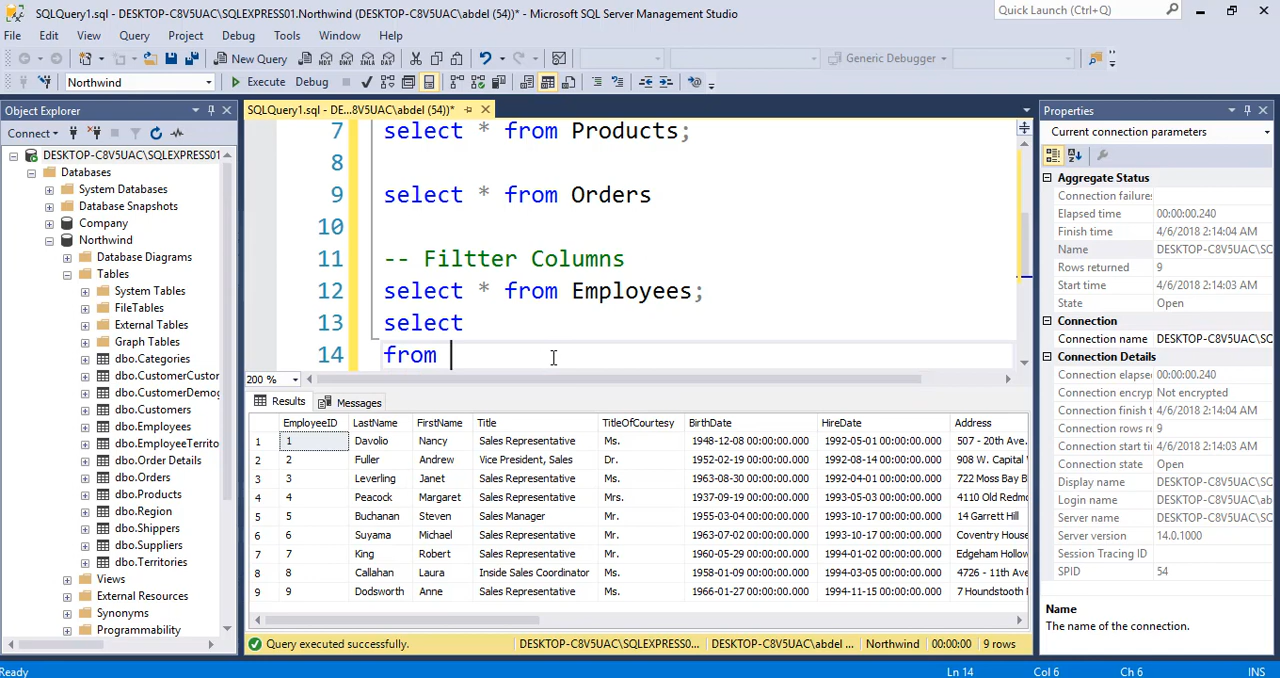 SQLQuery1.sql - DESKTOP-C8V5UAC\SQLEXPRESS01.Northwind (DESKTOP-C8V5UAC\abdel (54))* - Microsoft SQL Server Management Studio
Quick Launch (Ctrl+Q)
File Edit View Query Project Debug Tools Window Help
New Query MDX DMX XMLA DAX Generic Debugger
Northwind Execute Debug
Object Explorer
Connect
DESKTOP-C8V5UAC\SQLEXPRESS01
Databases
System Databases
Database Snapshots
Company
Northwind
Database Diagrams
Tables
System Tables
FileTables
External Tables
Graph Tables
dbo.Categories
dbo.CustomerCustor
dbo.CustomerDemog
dbo.Customers
dbo.Employees
dbo.EmployeeTerrito
dbo.Order Details
dbo.Orders
dbo.Products
dbo.Region
dbo.Shippers
dbo.Suppliers
dbo.Territories
Views
External Resources
Synonyms
Programmability
SQLQuery1.sql - DE...8V5UAC\abdel (54))*
7 select * from Products;
8
9 select * from Orders
10
11 -- Filtter Columns
12 select * from Employees;
13 select
14 from
200 %
Results Messages
EmployeeID LastName FirstName Title TitleOfCourtesy BirthDate HireDate Address
1 1 Davolio Nancy Sales Representative Ms. 1948-12-08 00:00:00.000 1992-05-01 00:00:00.000 507 - 20th Ave.
2 2 Fuller Andrew Vice President, Sales Dr. 1952-02-19 00:00:00.000 1992-08-14 00:00:00.000 908 W. Capital
3 3 Leverling Janet Sales Representative Ms. 1963-08-30 00:00:00.000 1992-04-01 00:00:00.000 722 Moss Bay B
4 4 Peacock Margaret Sales Representative Mrs. 1937-09-19 00:00:00.000 1993-05-03 00:00:00.000 4110 Old Redmo
5 5 Buchanan Steven Sales Manager Mr. 1955-03-04 00:00:00.000 1993-10-17 00:00:00.000 14 Garrett Hill
6 6 Suyama Michael Sales Representative Mr. 1963-07-02 00:00:00.000 1993-10-17 00:00:00.000 Coventry House
7 7 King Robert Sales Representative Mr. 1960-05-29 00:00:00.000 1994-01-02 00:00:00.000 Edgeham Hollow
8 8 Callahan Laura Inside Sales Coordinator Ms. 1958-01-09 00:00:00.000 1994-03-05 00:00:00.000 4726 - 11th Ave
9 9 Dodsworth Anne Sales Representative Ms. 1966-01-27 00:00:00.000 1994-11-15 00:00:00.000 7 Houndstooth
Query executed successfully. DESKTOP-C8V5UAC\SQLEXPRESS0... DESKTOP-C8V5UAC\abdel ... Northwind 00:00:00 9 rows
Properties
Current connection parameters
Aggregate Status
Connection failures
Elapsed time 00:00:00.240
Finish time 4/6/2018 2:14:04 AM
Name DESKTOP-C8V5UAC\SQ
Rows returned 9
Start time 4/6/2018 2:14:03 AM
State Open
Connection
Connection name DESKTOP-C8V5UAC\SQ
Connection Details
Connection elapsed 00:00:00.240
Connection encryp Not encrypted
Connection finish t 4/6/2018 2:14:04 AM
Connection rows re 9
Connection start tim 4/6/2018 2:14:03 AM
Connection state Open
Display name DESKTOP-C8V5UAC\SQ
Login name DESKTOP-C8V5UAC\ab
Server name DESKTOP-C8V5UAC\SQ
Server version 14.0.1000
Session Tracing ID
SPID 54
Name
The name of the connection.
Ready Ln 14 Col 6 Ch 6 INS